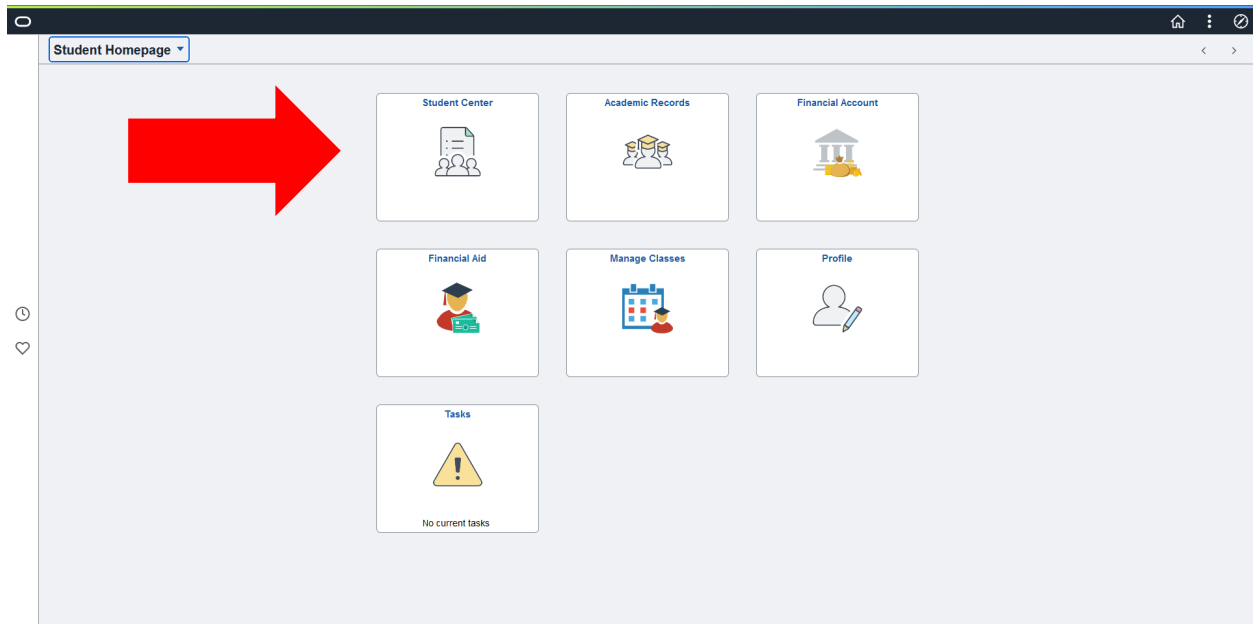 Student Homepage
Student Center
Academic Records
Financial Account
Financial Aid
Manage Classes
Profile
Tasks
No current tasks